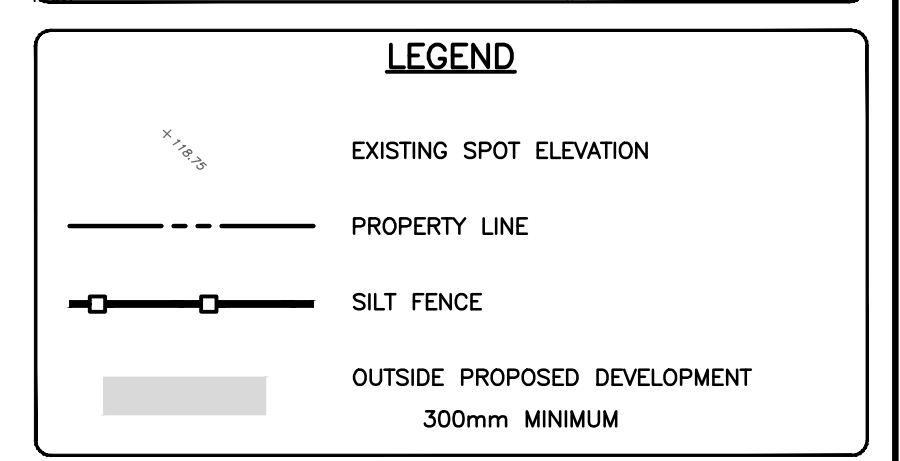 LEGEND
+ 118.75
EXISTING SPOT ELEVATION
PROPERTY LINE
SILT FENCE
OUTSIDE PROPOSED DEVELOPMENT
300mm MINIMUM